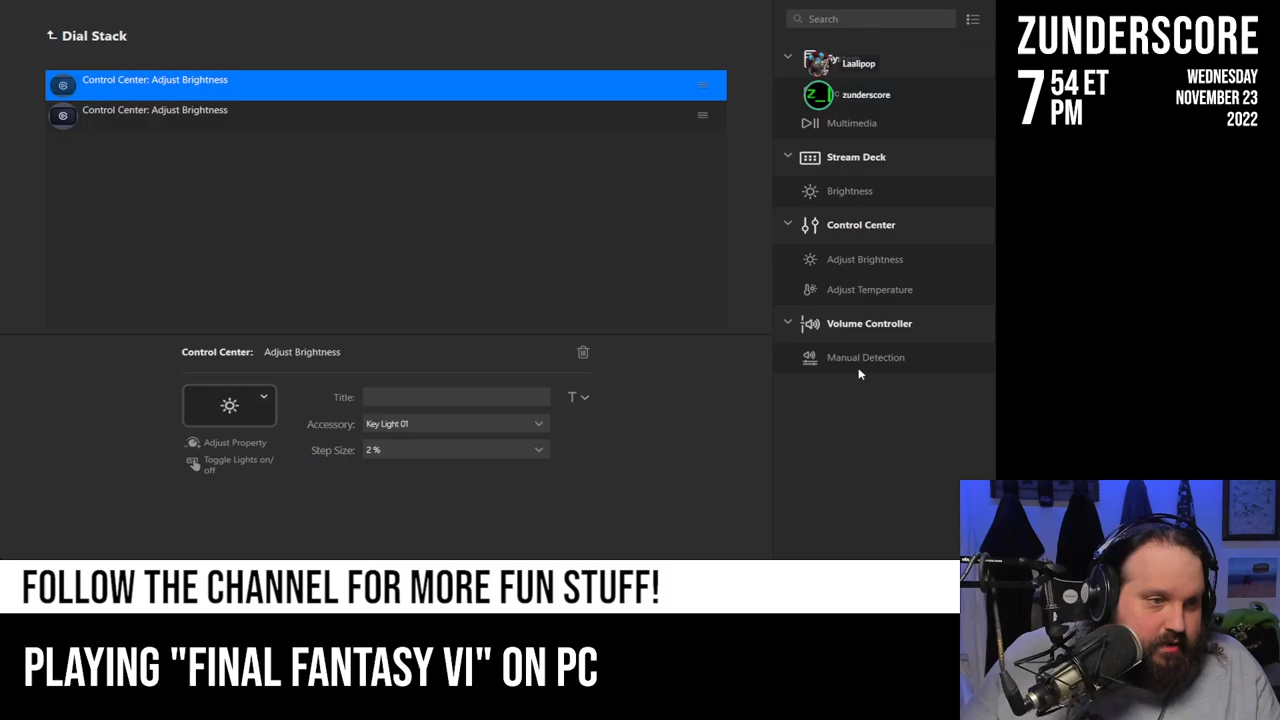 Dial Stack
Control Center: Adjust Brightness
Control Center: Adjust Brightness
Control Center: Adjust Brightness
Title:
T
Accessory: Key Light 01
Step Size: 2 %
Adjust Property
Toggle Lights on/
off
Search
Laalipop
zunderscore
Multimedia
Stream Deck
Brightness
Control Center
Adjust Brightness
Adjust Temperature
Volume Controller
Manual Detection
ZUNDERSCORE
7 54 ET
PM
WEDNESDAY
NOVEMBER 23
2022
FOLLOW THE CHANNEL FOR MORE FUN STUFF!
PLAYING "FINAL FANTASY VI" ON PC